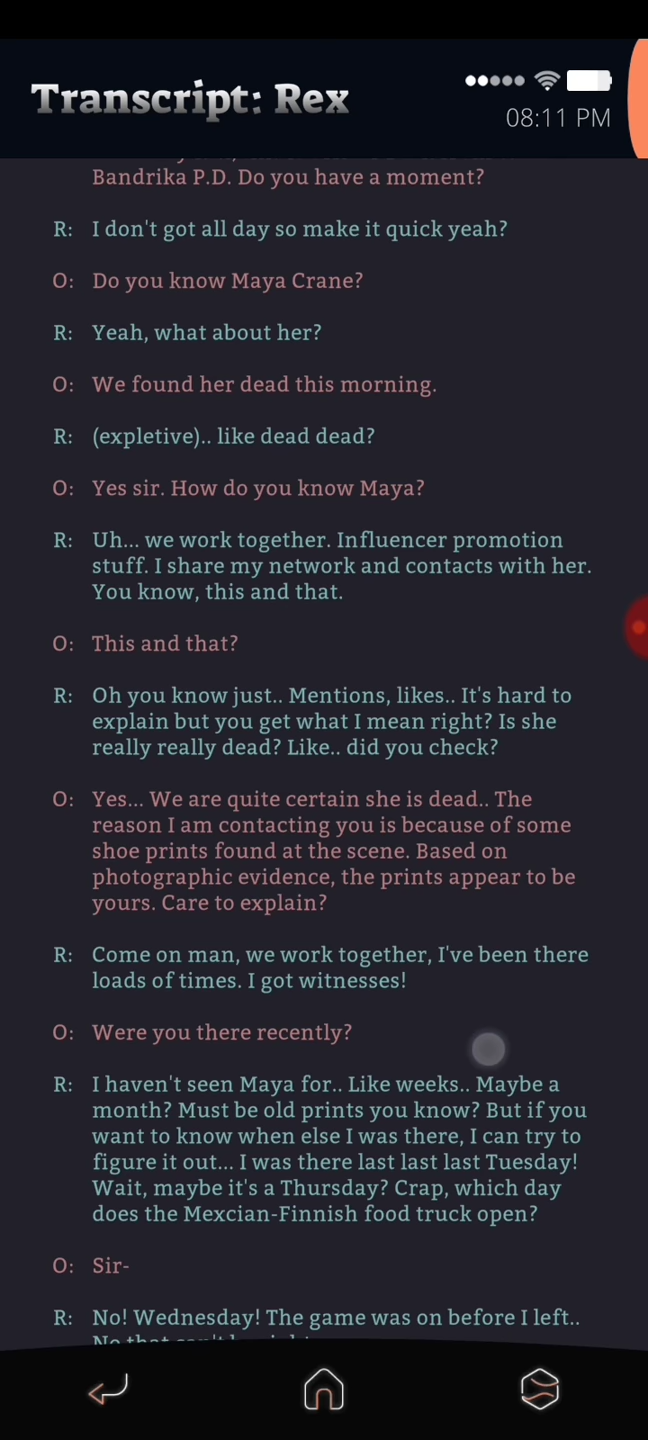 Transcript: Rex
08:11 PM
Bandrika P.D. Do you have a moment?
R: I don't got all day so make it quick yeah?
O: Do you know Maya Crane?
R: Yeah, what about her?
O: We found her dead this morning.
R: (expletive).. like dead dead?
O: Yes sir. How do you know Maya?
R: Uh... we work together. Influencer promotion
stuff. I share my network and contacts with her.
You know, this and that.
O: This and that?
R: Oh you know just.. Mentions, likes.. It's hard to
explain but you get what I mean right? Is she
really really dead? Like.. did you check?
O: Yes... We are quite certain she is dead.. The
reason I am contacting you is because of some
shoe prints found at the scene. Based on
photographic evidence, the prints appear to be
yours. Care to explain?
R: Come on man, we work together, I've been there
loads of times. I got witnesses!
O: Were you there recently?
R: I haven't seen Maya for.. Like weeks.. Maybe a
month? Must be old prints you know? But if you
want to know when else I was there, I can try to
figure it out... I was there last last last Tuesday!
Wait, maybe it's a Thursday? Crap, which day
does the Mexcian-Finnish food truck open?
O: Sir-
R: No! Wednesday! The game was on before I left..
No that can't be right